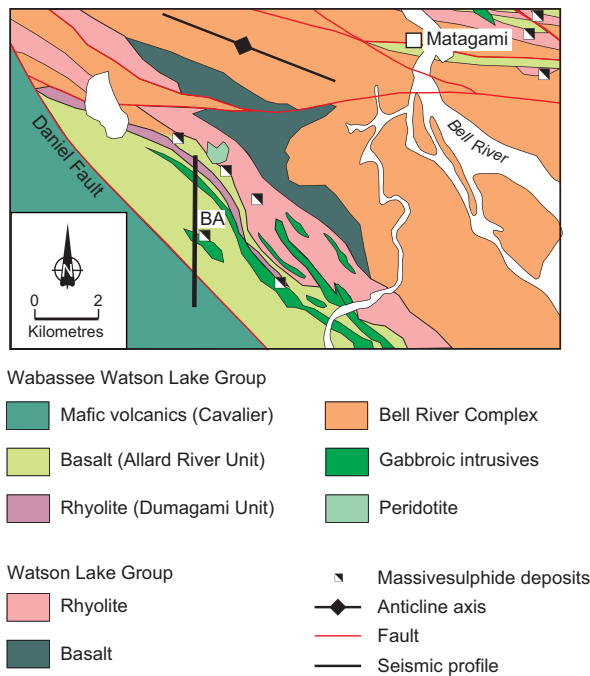 Matagami
Bell River
Daniel Fault
BA
N
0 2
Kilometres
Wabassee Watson Lake Group
Mafic volcanics (Cavalier)
Bell River Complex
Basalt (Allard River Unit)
Gabbroic intrusives
Rhyolite (Dumagami Unit)
Peridotite
Watson Lake Group
Massivesulphide deposits
Rhyolite
Anticline axis
Fault
Basalt
Seismic profile